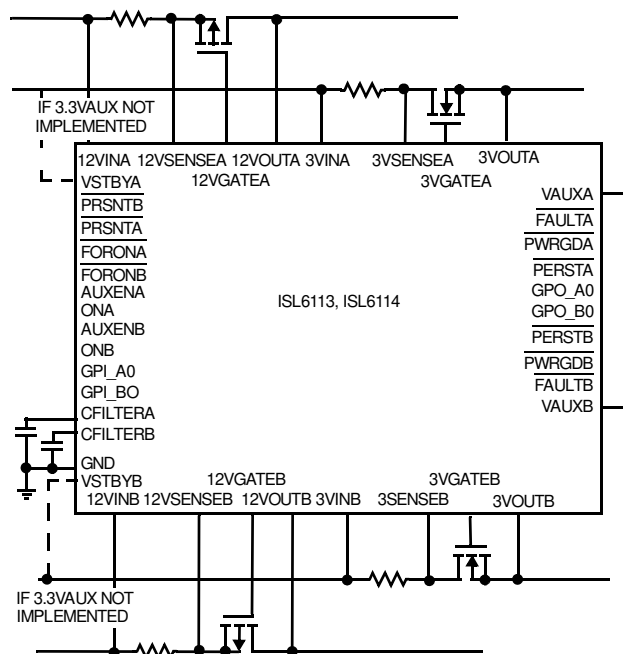 IF 3.3VAUX NOT
IMPLEMENTED
12VINA 12VSENSEA 12VOUTA 3VINA 3VSENSEA 3VOUTA
12VGATEA 3VGATEA
VSTBYA
PRSNTB
PRSNTA
FORONA
FORONB
AUXENA
ONA
AUXENB
ONB
GPI_A0
GPI_BO
CFILTERA
CFILTERB
GND
VSTBYB
ISL6113, ISL6114
VAUXA
FAULTA
PWRGDA
PERSTA
GPO_A0
GPO_B0
PERSTB
PWRGDB
FAULTB
VAUXB
12VGATEB 3VGATEB
12VINB 12VSENSEB 12VOUTB 3VINB 3SENSEB 3VOUTB
IF 3.3VAUX NOT
IMPLEMENTED